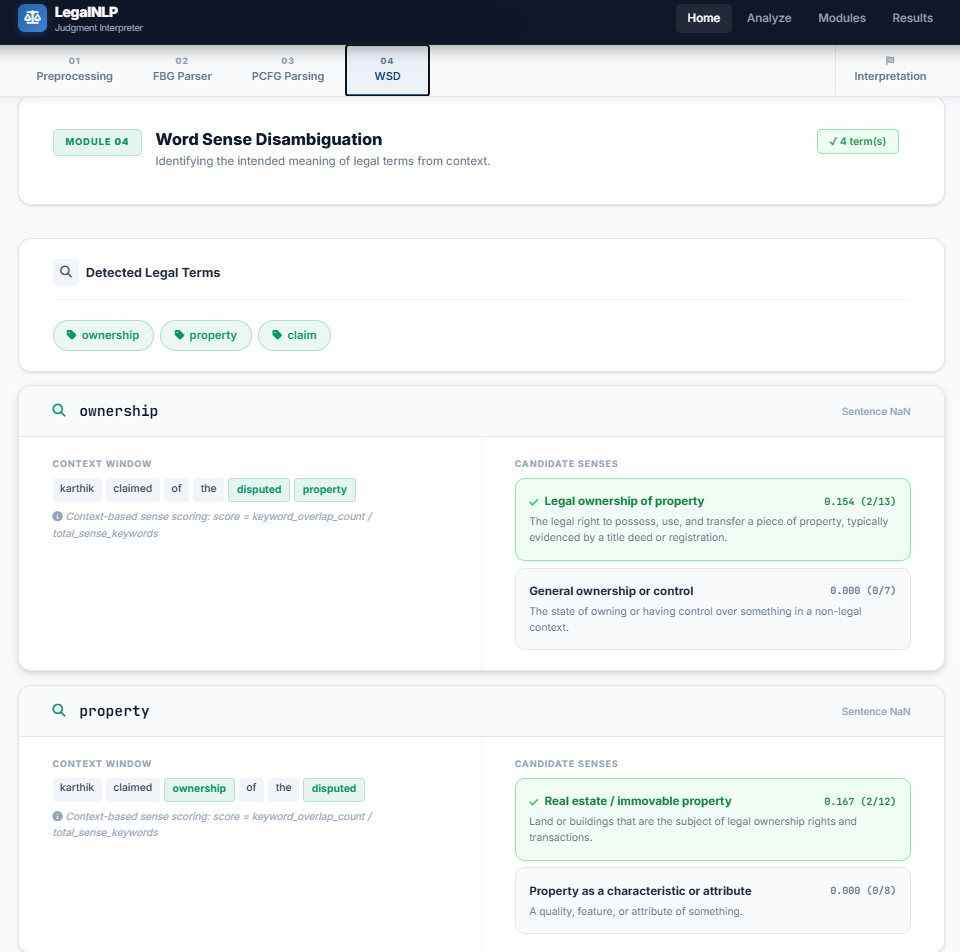 LegalNLP
Judgment Interpreter
Home Analyze Modules Results
01
Preprocessing
02
FBG Parser
03
PCFG Parsing
04
WSD
Interpretation
MODULE 04
Word Sense Disambiguation
Identifying the intended meaning of legal terms from context.
✓ 4 term(s)
Detected Legal Terms
ownership property claim
ownership
Sentence NaN
CONTEXT WINDOW
karthik claimed of the disputed property
Context-based sense scoring: score = keyword_overlap_count /
total_sense_keywords
CANDIDATE SENSES
✓ Legal ownership of property 0.154 (2/13)
The legal right to possess, use, and transfer a piece of property, typically
evidenced by a title deed or registration.
General ownership or control 0.000 (0/7)
The state of owning or having control over something in a non-legal
context.
property
Sentence NaN
CONTEXT WINDOW
karthik claimed ownership of the disputed
Context-based sense scoring: score = keyword_overlap_count /
total_sense_keywords
CANDIDATE SENSES
✓ Real estate / immovable property 0.167 (2/12)
Land or buildings that are the subject of legal ownership rights and
transactions.
Property as a characteristic or attribute 0.000 (0/8)
A quality, feature, or attribute of something.